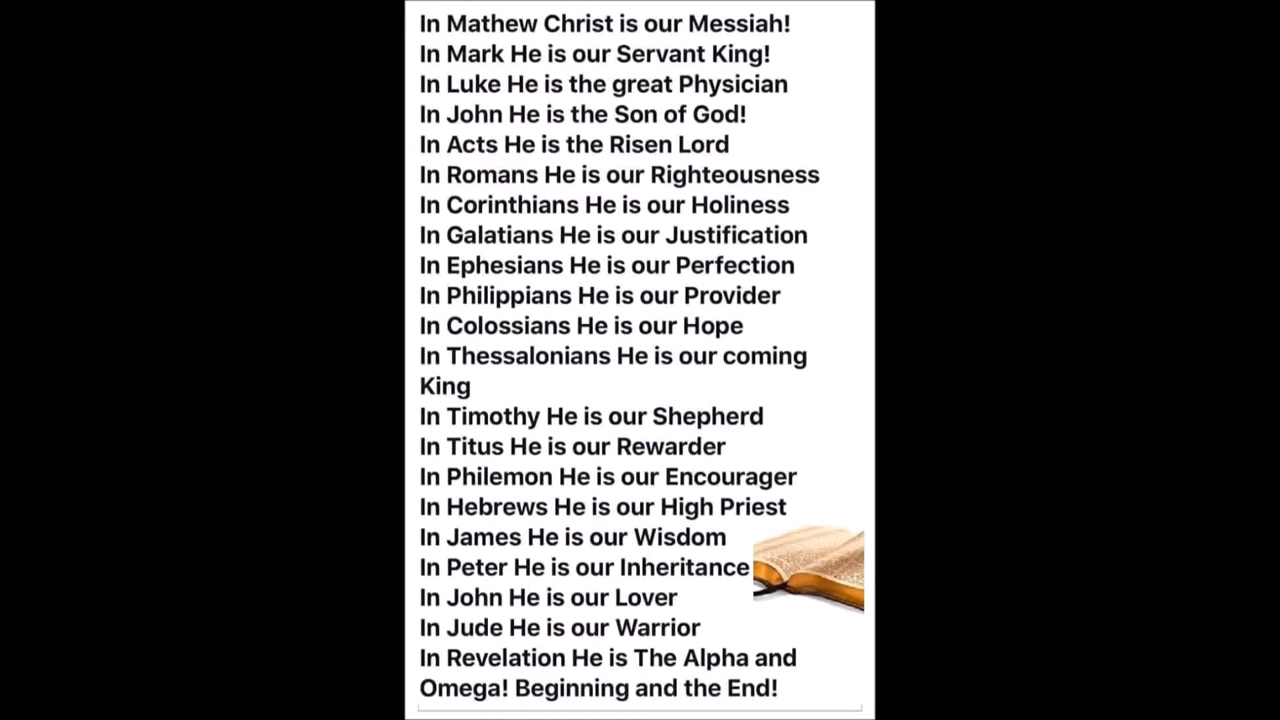 In Mathew Christ is our Messiah!
In Mark He is our Servant King!
In Luke He is the great Physician
In John He is the Son of God!
In Acts He is the Risen Lord
In Romans He is our Righteousness
In Corinthians He is our Holiness
In Galatians He is our Justification
In Ephesians He is our Perfection
In Philippians He is our Provider
In Colossians He is our Hope
In Thessalonians He is our coming
King
In Timothy He is our Shepherd
In Titus He is our Rewarder
In Philemon He is our Encourager
In Hebrews He is our High Priest
In James He is our Wisdom
In Peter He is our Inheritance
In John He is our Lover
In Jude He is our Warrior
In Revelation He is The Alpha and
Omega! Beginning and the End!